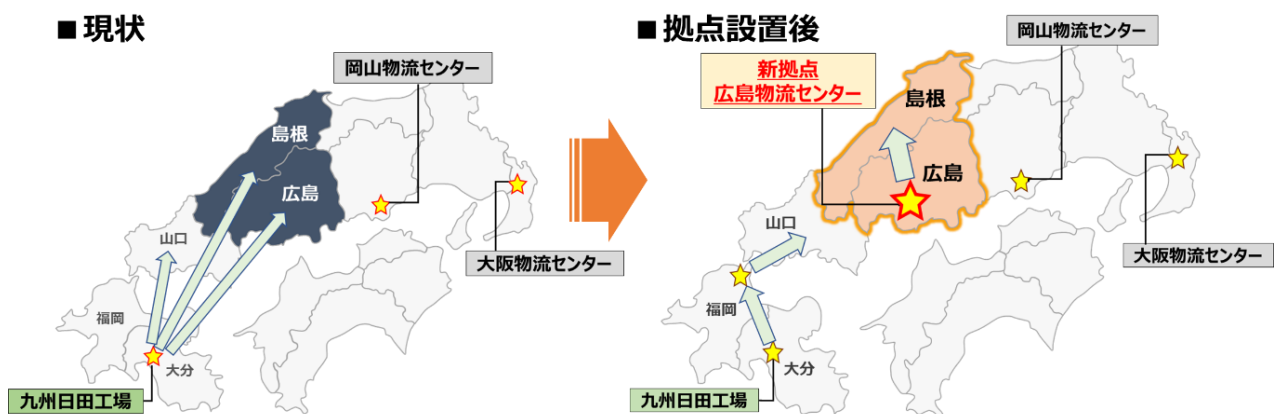 ■ 現状
岡山物流センター
島根
広島
山口
大阪物流センター
福岡
大分
九州日田工場
■ 拠点設置後
岡山物流センター
新拠点
広島物流センター
島根
広島
山口
大阪物流センター
福岡
大分
九州日田工場